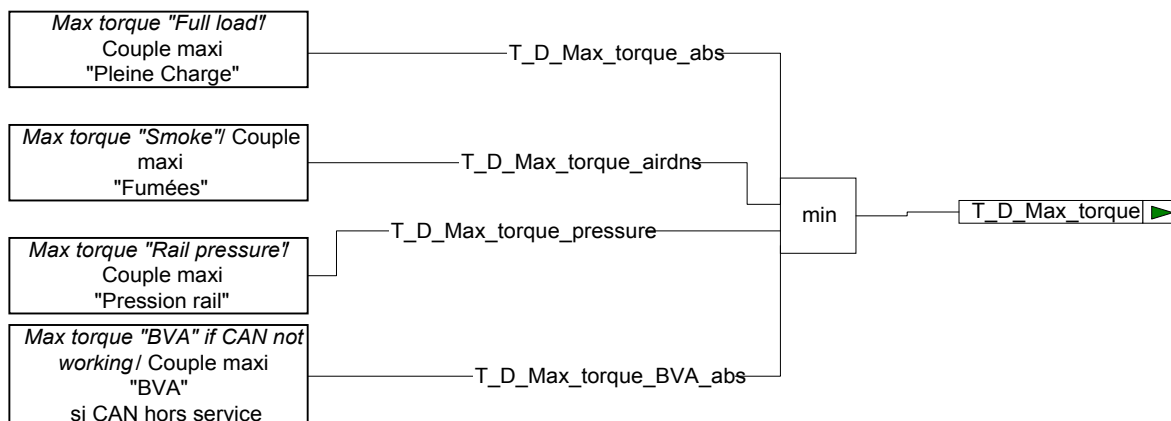 Max torque "Full load"/
Couple maxi
"Pleine Charge"
T_D_Max_torque_abs
Max torque "Smoke"/ Couple
maxi
"Fumées"
T_D_Max_torque_airdns
min
T_D_Max_torque
T_D_Max_torque_pressure
Max torque "Rail pressure"/
Couple maxi
"Pression rail"
Max torque "BVA" if CAN not
working/ Couple maxi
"BVA"
si CAN hors service
T_D_Max_torque_BVA_abs